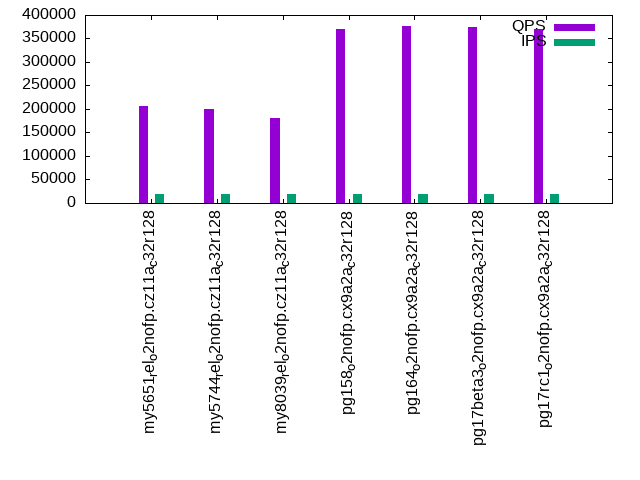 400000
350000
300000
250000
200000
150000
100000
50000
0
QPS
IPS
my5651rel_o2nofp.cz11a_c32r128
my5744rel_o2nofp.cz11a_c32r128
my8039rel_o2nofp.cz11a_c32r128
pg158_o2nofp.cx9a2a_c32r128
pg164_o2nofp.cx9a2a_c32r128
pg17beta3_o2nofp.cx9a2a_c32r128
pg17rc1_o2nofp.cx9a2a_c32r128